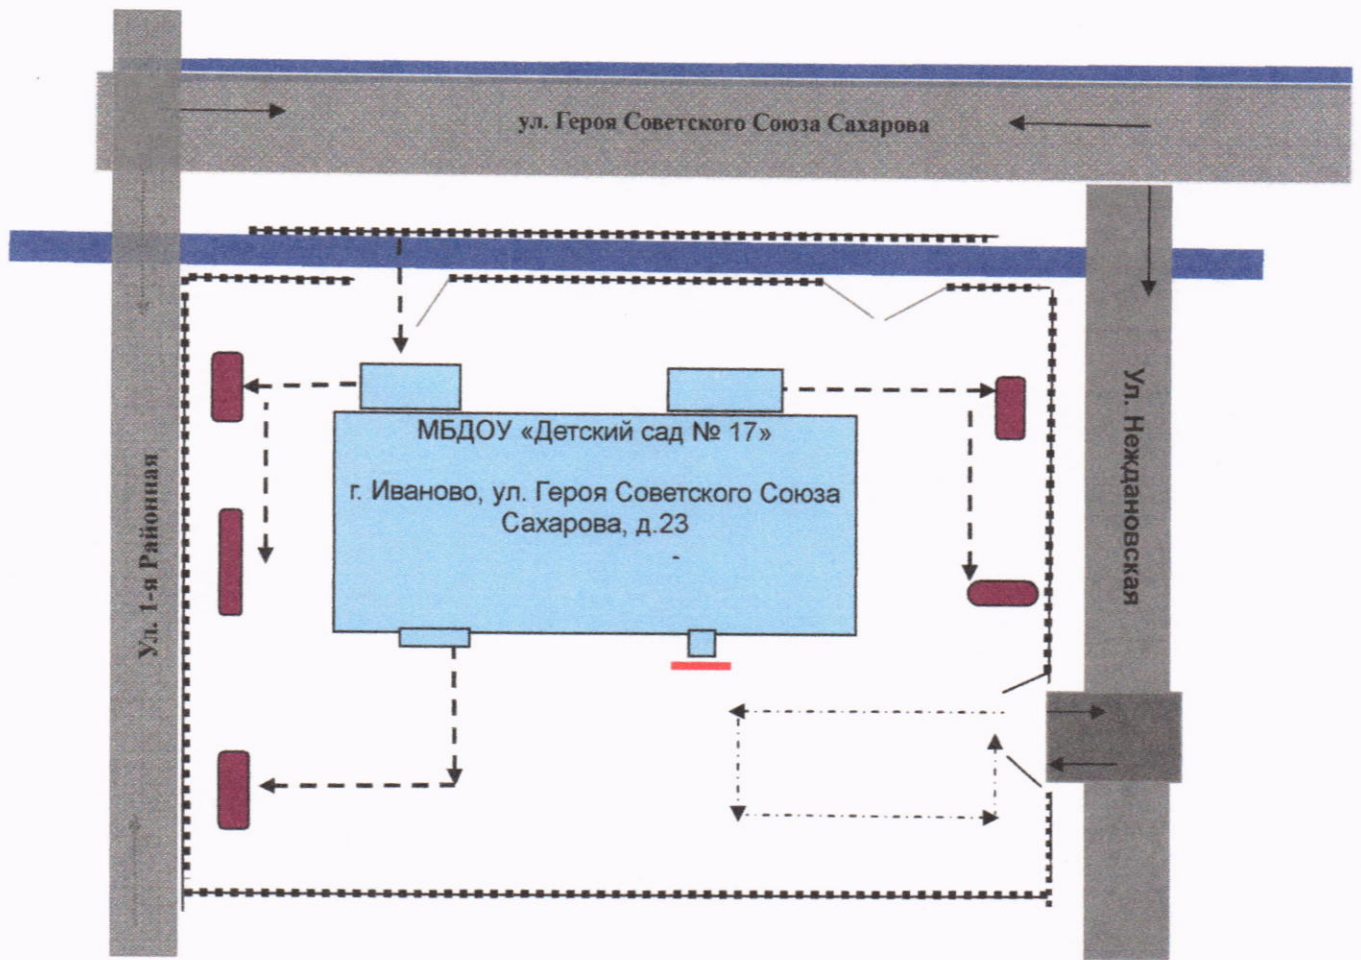 ул. Героя Советского Союза Сахарова
МБДОУ «Детский сад № 17»
г. Иваново, ул. Героя Советского Союза
Сахарова, д.23
Ул. 1-я Районная
Ул. Неждановская